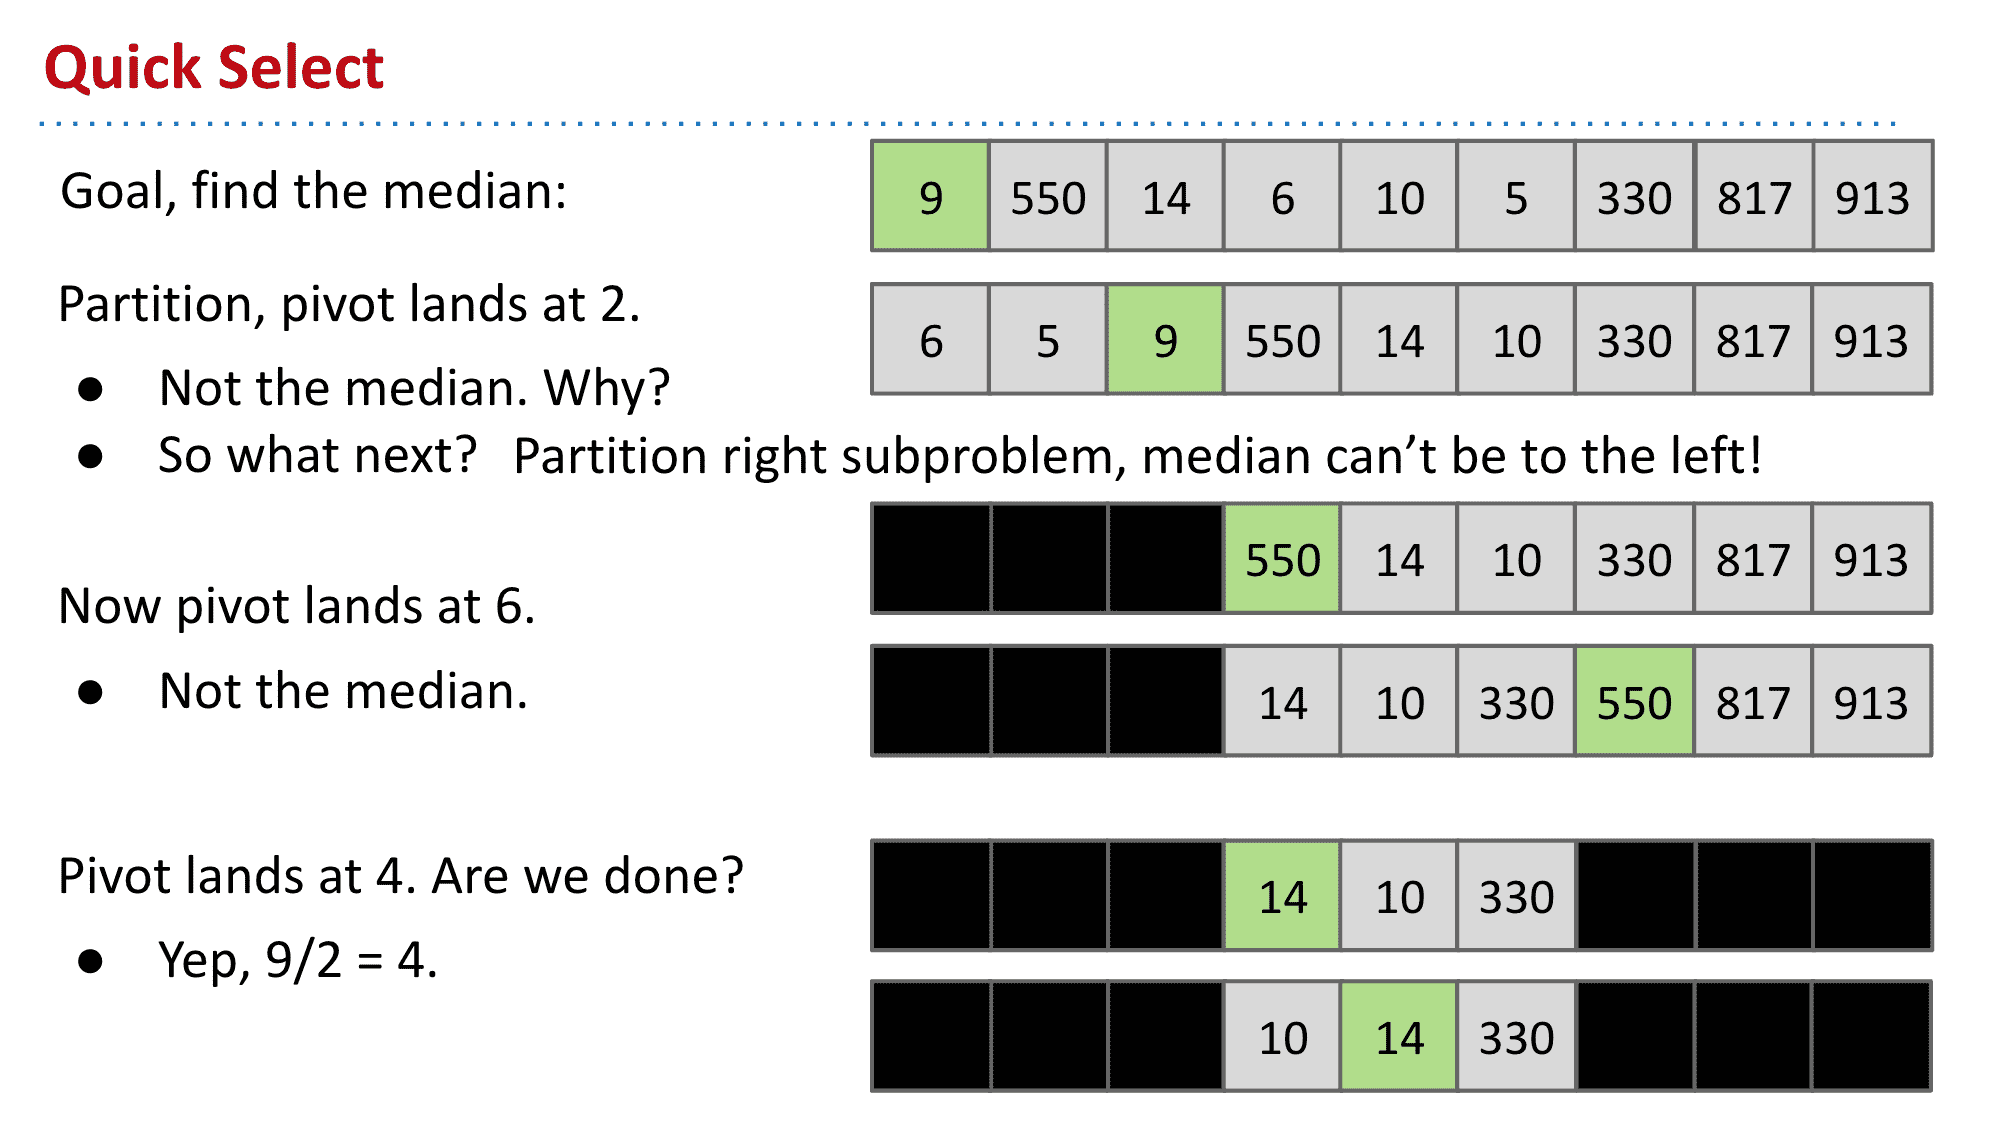 Quick Select
Goal, find the median:
9 550 14 6 10 5 330 817 913
Partition, pivot lands at 2.
6 5 9 550 14 10 330 817 913
● Not the median. Why?
● So what next? Partition right subproblem, median can’t be to the left!
550 14 10 330 817 913
Now pivot lands at 6.
● Not the median.
14 10 330 550 817 913
Pivot lands at 4. Are we done?
14 10 330
● Yep, 9/2 = 4.
10 14 330